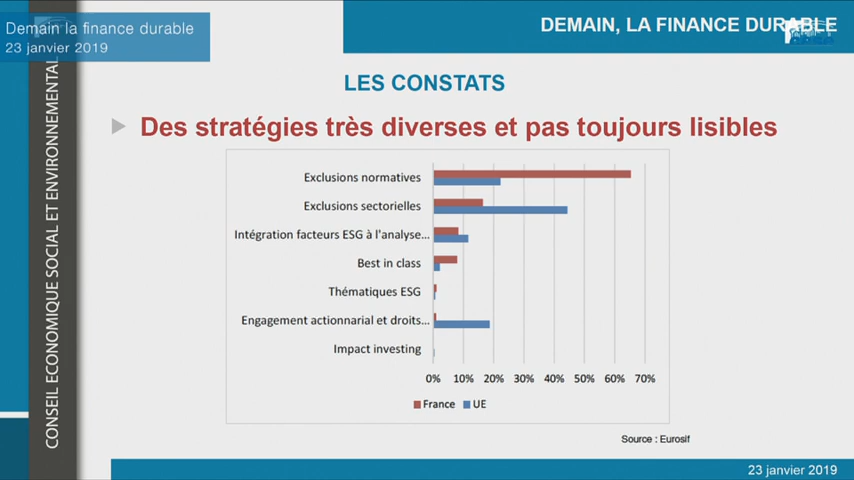 Demain la finance durable
23 janvier 2019
DEMAIN, LA FINANCE DURABLE
CONSEIL ECONOMIQUE SOCIAL ET ENVIRONNEMENTAL
LES CONSTATS
Des stratégies très diverses et pas toujours lisibles
Exclusions normatives
Exclusions sectorielles
Intégration facteurs ESG à l'analyse...
Best in class
Thématiques ESG
Engagement actionnarial et droits...
Impact investing
0% 10% 20% 30% 40% 50% 60% 70%
France UE
Source : Eurosif
23 janvier 2019